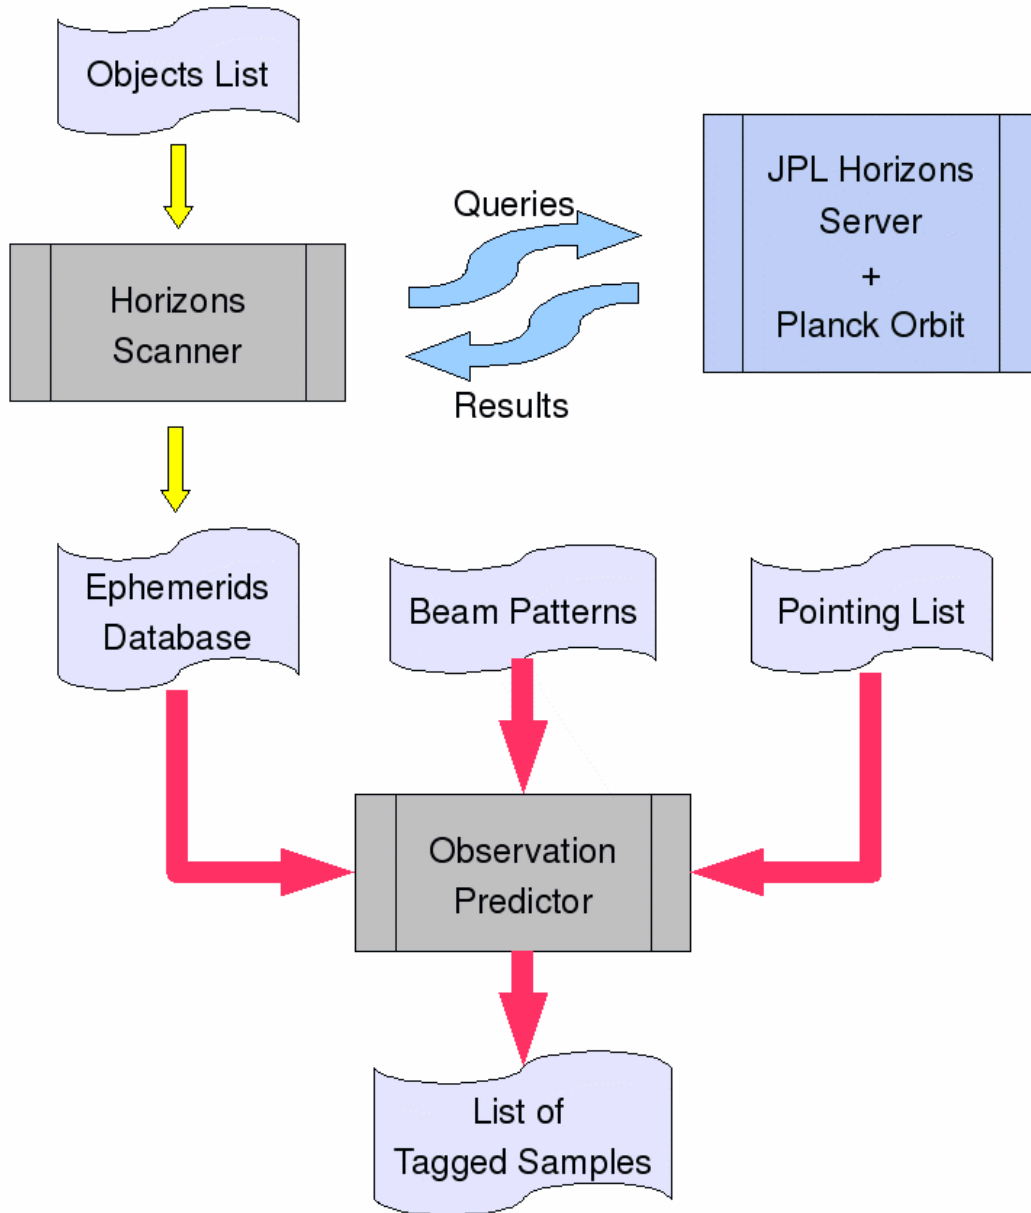 Objects List
Queries
JPL Horizons
Server
+
Planck Orbit
Horizons
Scanner
Results
Ephemerids
Database
Beam Patterns
Pointing List
Observation
Predictor
List of
Tagged Samples